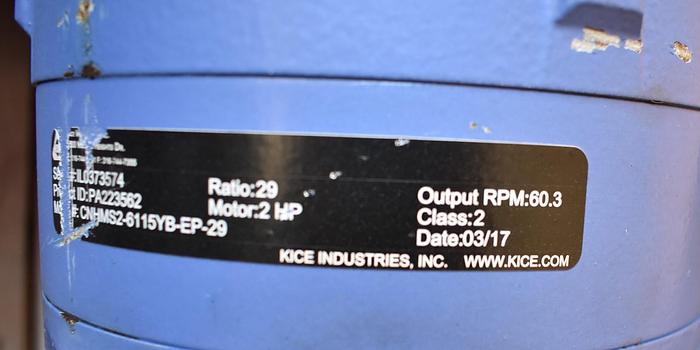 #:IL0373574
ID:PA223562
#: CNHMS2-6115YB-EP-29
Ratio:29
Motor:2 HP
Output RPM:60.3
Class:2
Date:03/17
KICE INDUSTRIES, INC. WWW.KICE.COM